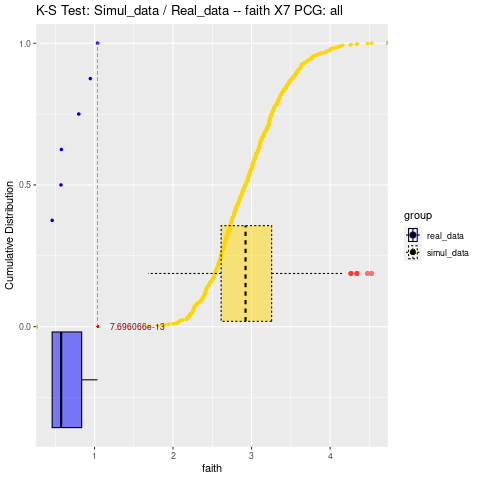 K-S Test: Simul_data / Real_data -- faith X7 PCG: all
Cumulative Distribution
1.0
0.5
0.0
7.696066e-13
1 2 3 4
faith
group
real_data
simul_data